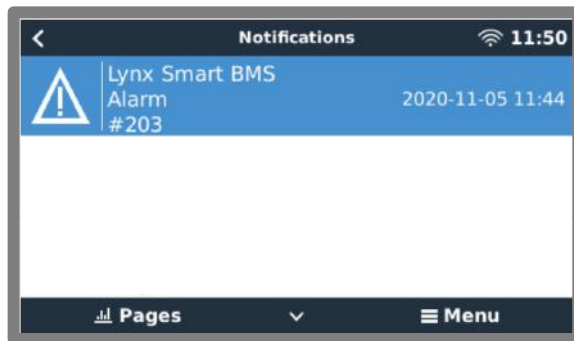 Notifications 11:50
Lynx Smart BMS
Alarm 2020-11-05 11:44
#203
Pages Menu